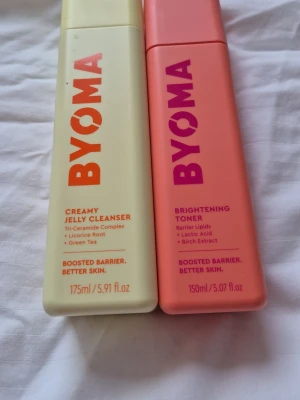 BYOMA
CREAMY
JELLY CLEANSER
Tri-Ceramide Complex
+ Licorice Root
+ Green Tea
BOOSTED BARRIER.
BETTER SKIN.
175ml/5.91 fl.oz
BYOMA
BRIGHTENING
TONER
Barrier Lipids
+ Lactic Acid
+ Birch Extract
BOOSTED BARRIER.
BETTER SKIN.
150ml/5.07 fl.oz